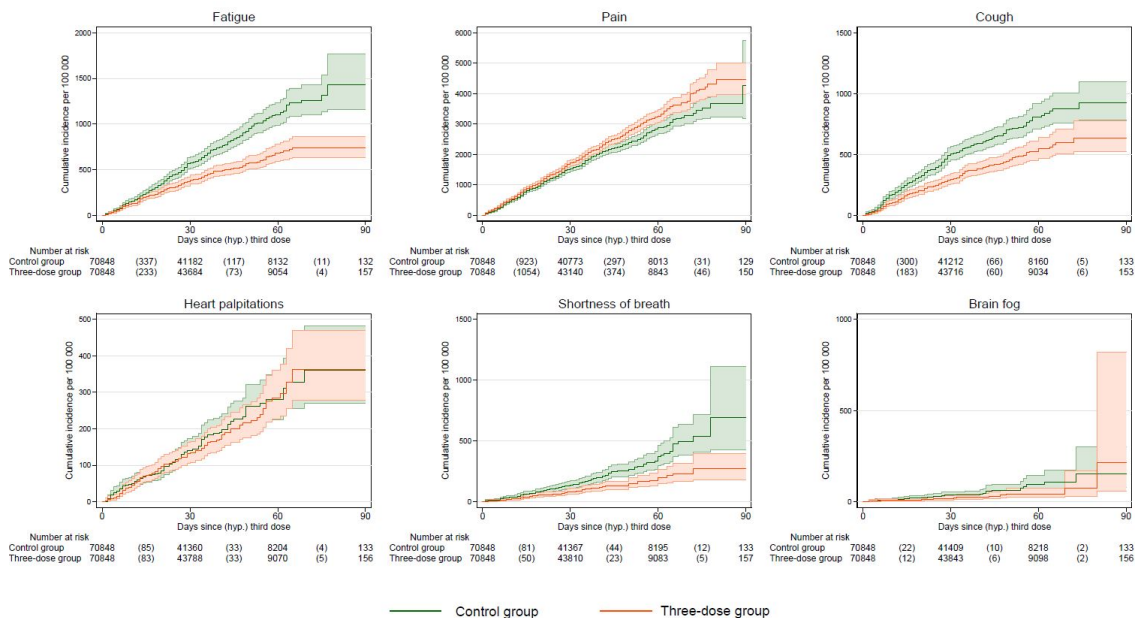 Fatigue
Cumulative incidence per 100 000
2000
1500
1000
500
0
0 30 60 90
Days since (hyp.) third dose
Number at risk
Control group 70848 (337) 41182 (117) 8132 (11) 132
Three-dose group 70848 (233) 43684 (73) 9054 (4) 157
Pain
Cumulative incidence per 100 000
6000
5000
4000
3000
2000
1000
0
0 30 60 90
Days since (hyp.) third dose
Number at risk
Control group 70848 (923) 40773 (297) 8013 (31) 129
Three-dose group 70848 (1054) 43140 (374) 8843 (46) 150
Cough
Cumulative incidence per 100 000
1500
1000
500
0
0 30 60 90
Days since (hyp.) third dose
Number at risk
Control group 70848 (300) 41212 (66) 8160 (5) 133
Three-dose group 70848 (183) 43716 (60) 9034 (6) 153
Heart palpitations
Cumulative incidence per 100 000
500
400
300
200
100
0
0 30 60 90
Days since (hyp.) third dose
Number at risk
Control group 70848 (85) 41360 (33) 8204 (4) 133
Three-dose group 70848 (83) 43788 (33) 9070 (5) 156
Shortness of breath
Cumulative incidence per 100 000
1500
1000
500
0
0 30 60 90
Days since (hyp.) third dose
Number at risk
Control group 70848 (81) 41367 (44) 8195 (12) 133
Three-dose group 70848 (50) 43810 (23) 9083 (5) 157
Brain fog
Cumulative incidence per 100 000
1000
500
0
0 30 60 90
Days since (hyp.) third dose
Number at risk
Control group 70848 (22) 41409 (10) 8218 (2) 133
Three-dose group 70848 (12) 43843 (6) 9098 (2) 156
Control group
Three-dose group